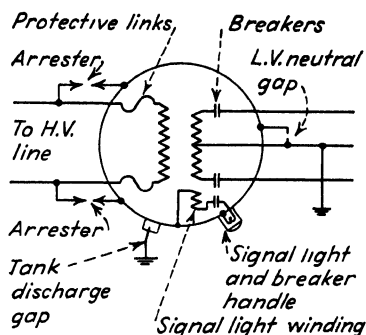 Protective links
Breakers
Arrester
L.V. neutral
gap
To H.V.
line
Arrester
Tank
discharge
gap
Signal light
and breaker
handle
Signal light winding